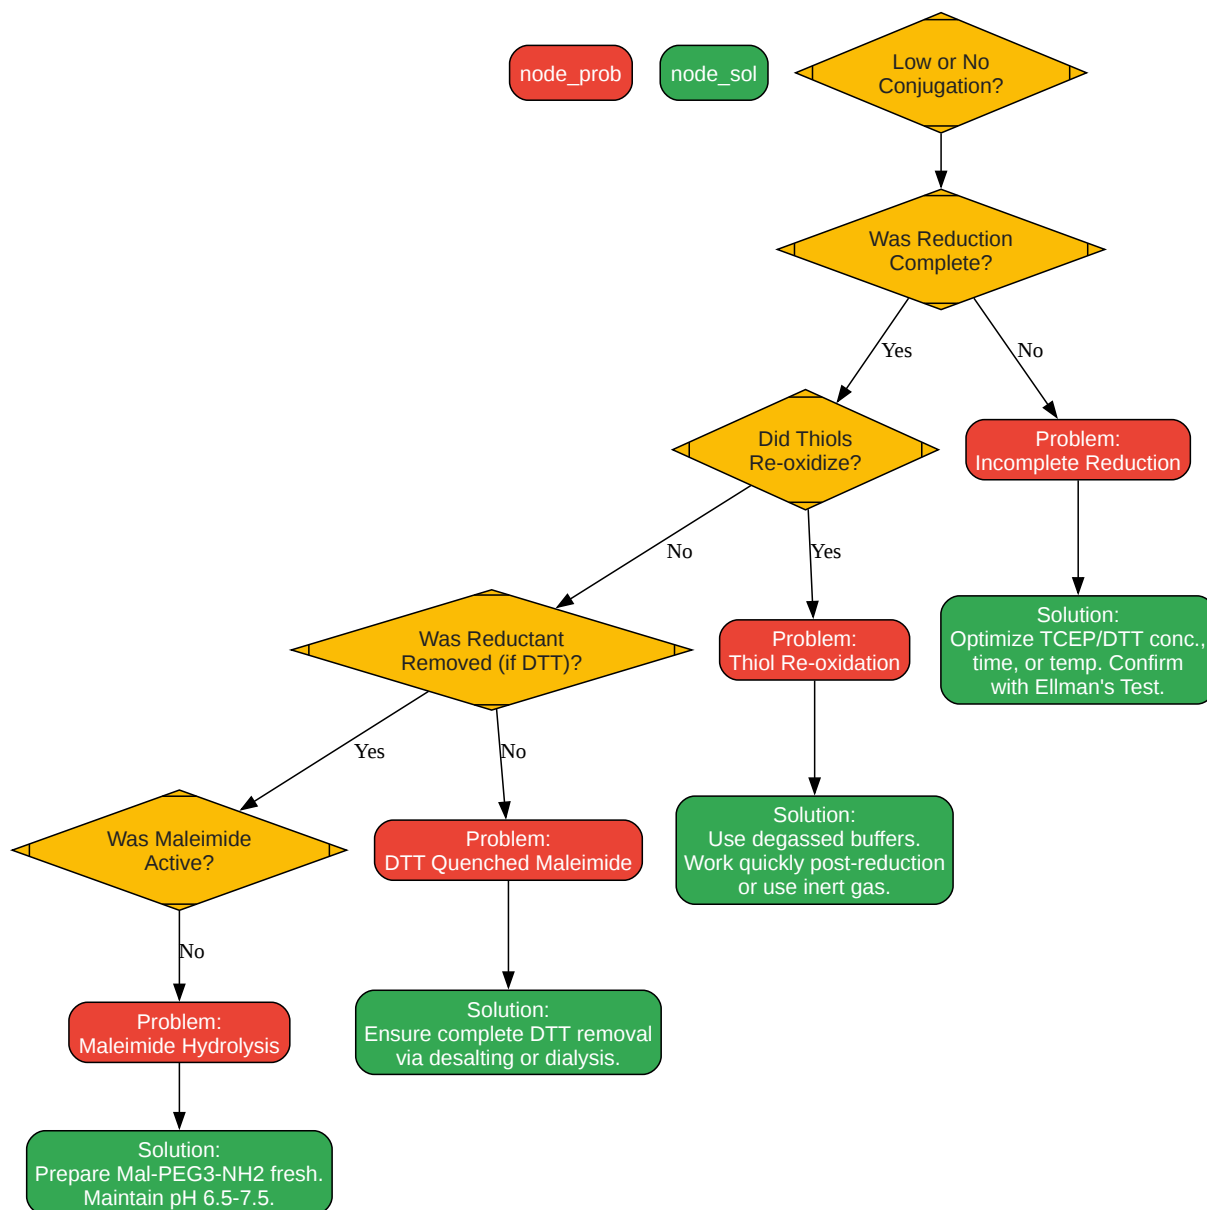 node_prob
node_sol
Low or No
Conjugation?
Was Reduction
Complete?
Yes
No
Did Thiols
Re-oxidize?
Problem:
Incomplete Reduction
No
Yes
Solution:
Optimize TCEP/DTT conc.,
time, or temp. Confirm
with Ellman's Test.
Was Reductant
Removed (if DTT)?
Problem:
Thiol Re-oxidation
Yes
No
Solution:
Use degassed buffers.
Work quickly post-reduction
or use inert gas.
Was Maleimide
Active?
Problem:
DTT Quenched Maleimide
No
Problem:
Maleimide Hydrolysis
Solution:
Ensure complete DTT removal
via desalting or dialysis.
Solution:
Prepare Mal-PEG3-NH2 fresh.
Maintain pH 6.5-7.5.